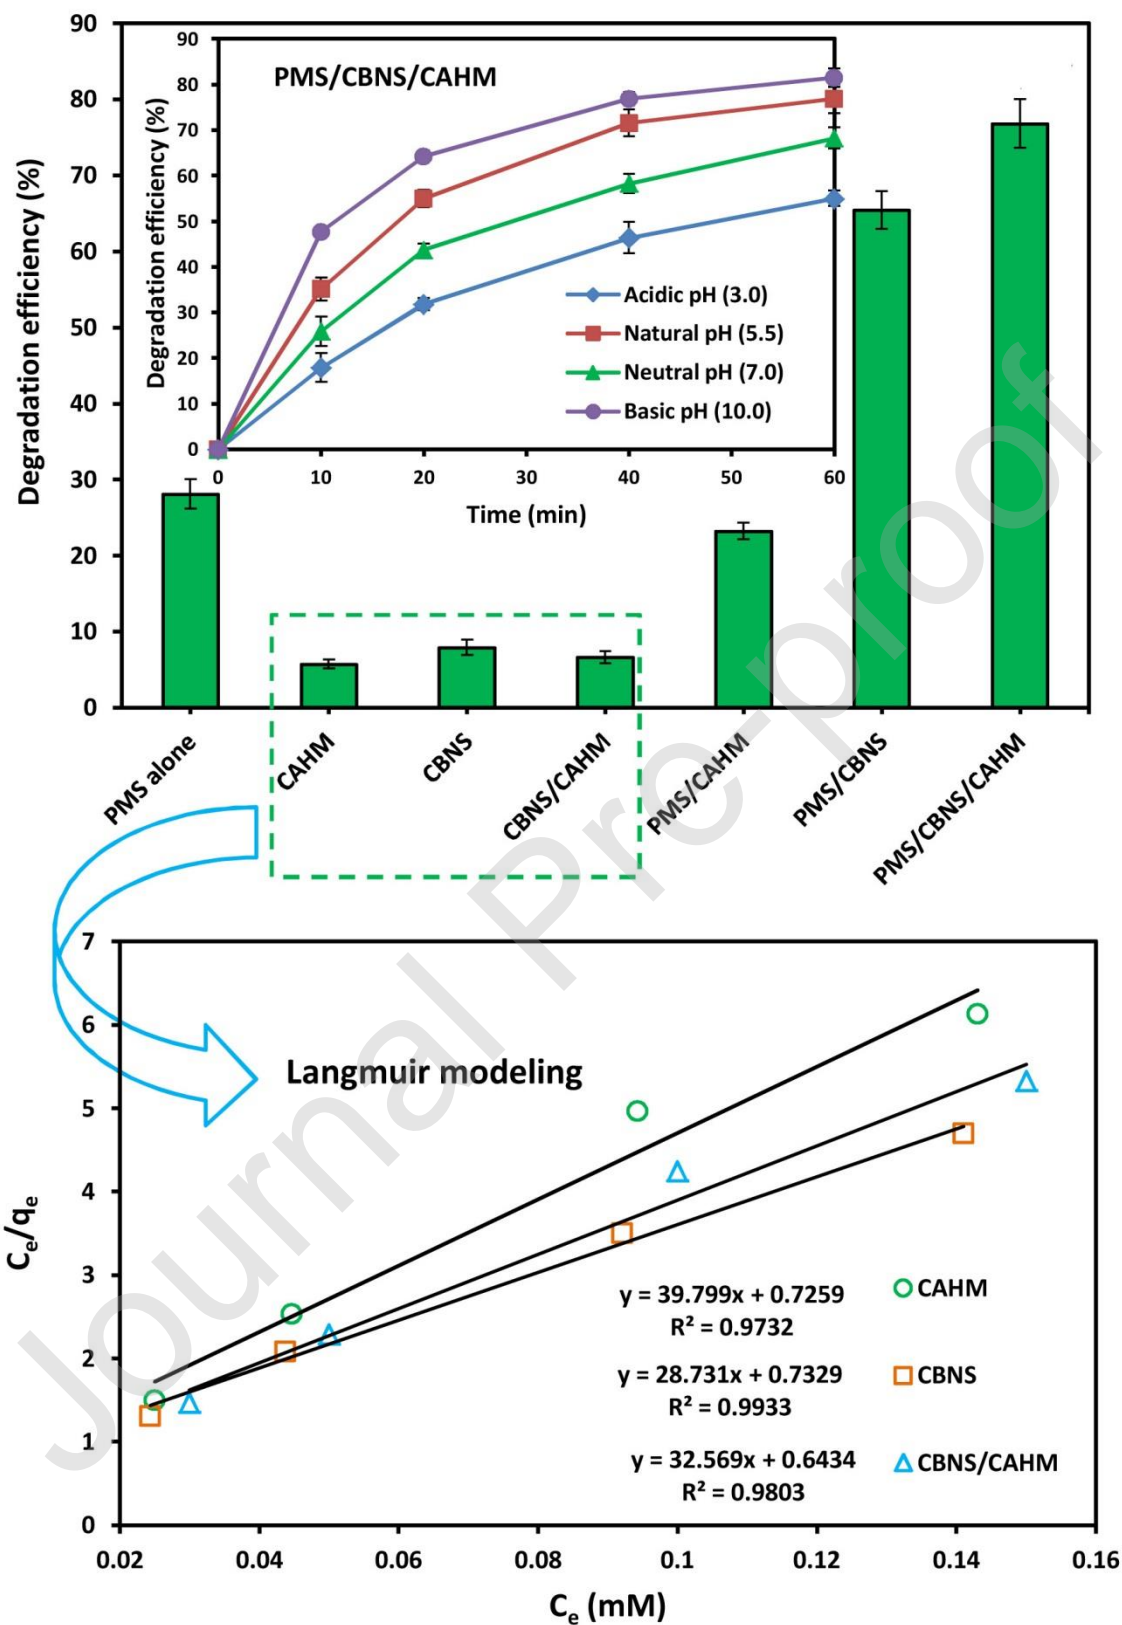 Degradation efficiency (%)
90
80
70
60
50
40
30
20
10
0
PMS/CBNS/CAHM
Degradation efficiency (%)
90
80
70
60
50
40
30
20
10
0
Acidic pH (3.0)
Natural pH (5.5)
Neutral pH (7.0)
Basic pH (10.0)
0 10 20 30 40 50 60
Time (min)
PMS alone
CAHM
CBNS
CBNS/CAHM
PMS/CAHM
PMS/CBNS
PMS/CBNS/CAHM
Journal Pre-proof
Cₑ/qₑ
7
6
5
4
3
2
1
0
Langmuir modeling
y = 39.799x + 0.7259
R² = 0.9732
CAHM
y = 28.731x + 0.7329
R² = 0.9933
CBNS
y = 32.569x + 0.6434
R² = 0.9803
CBNS/CAHM
0.02 0.04 0.06 0.08 0.1 0.12 0.14 0.16
Cₑ (mM)